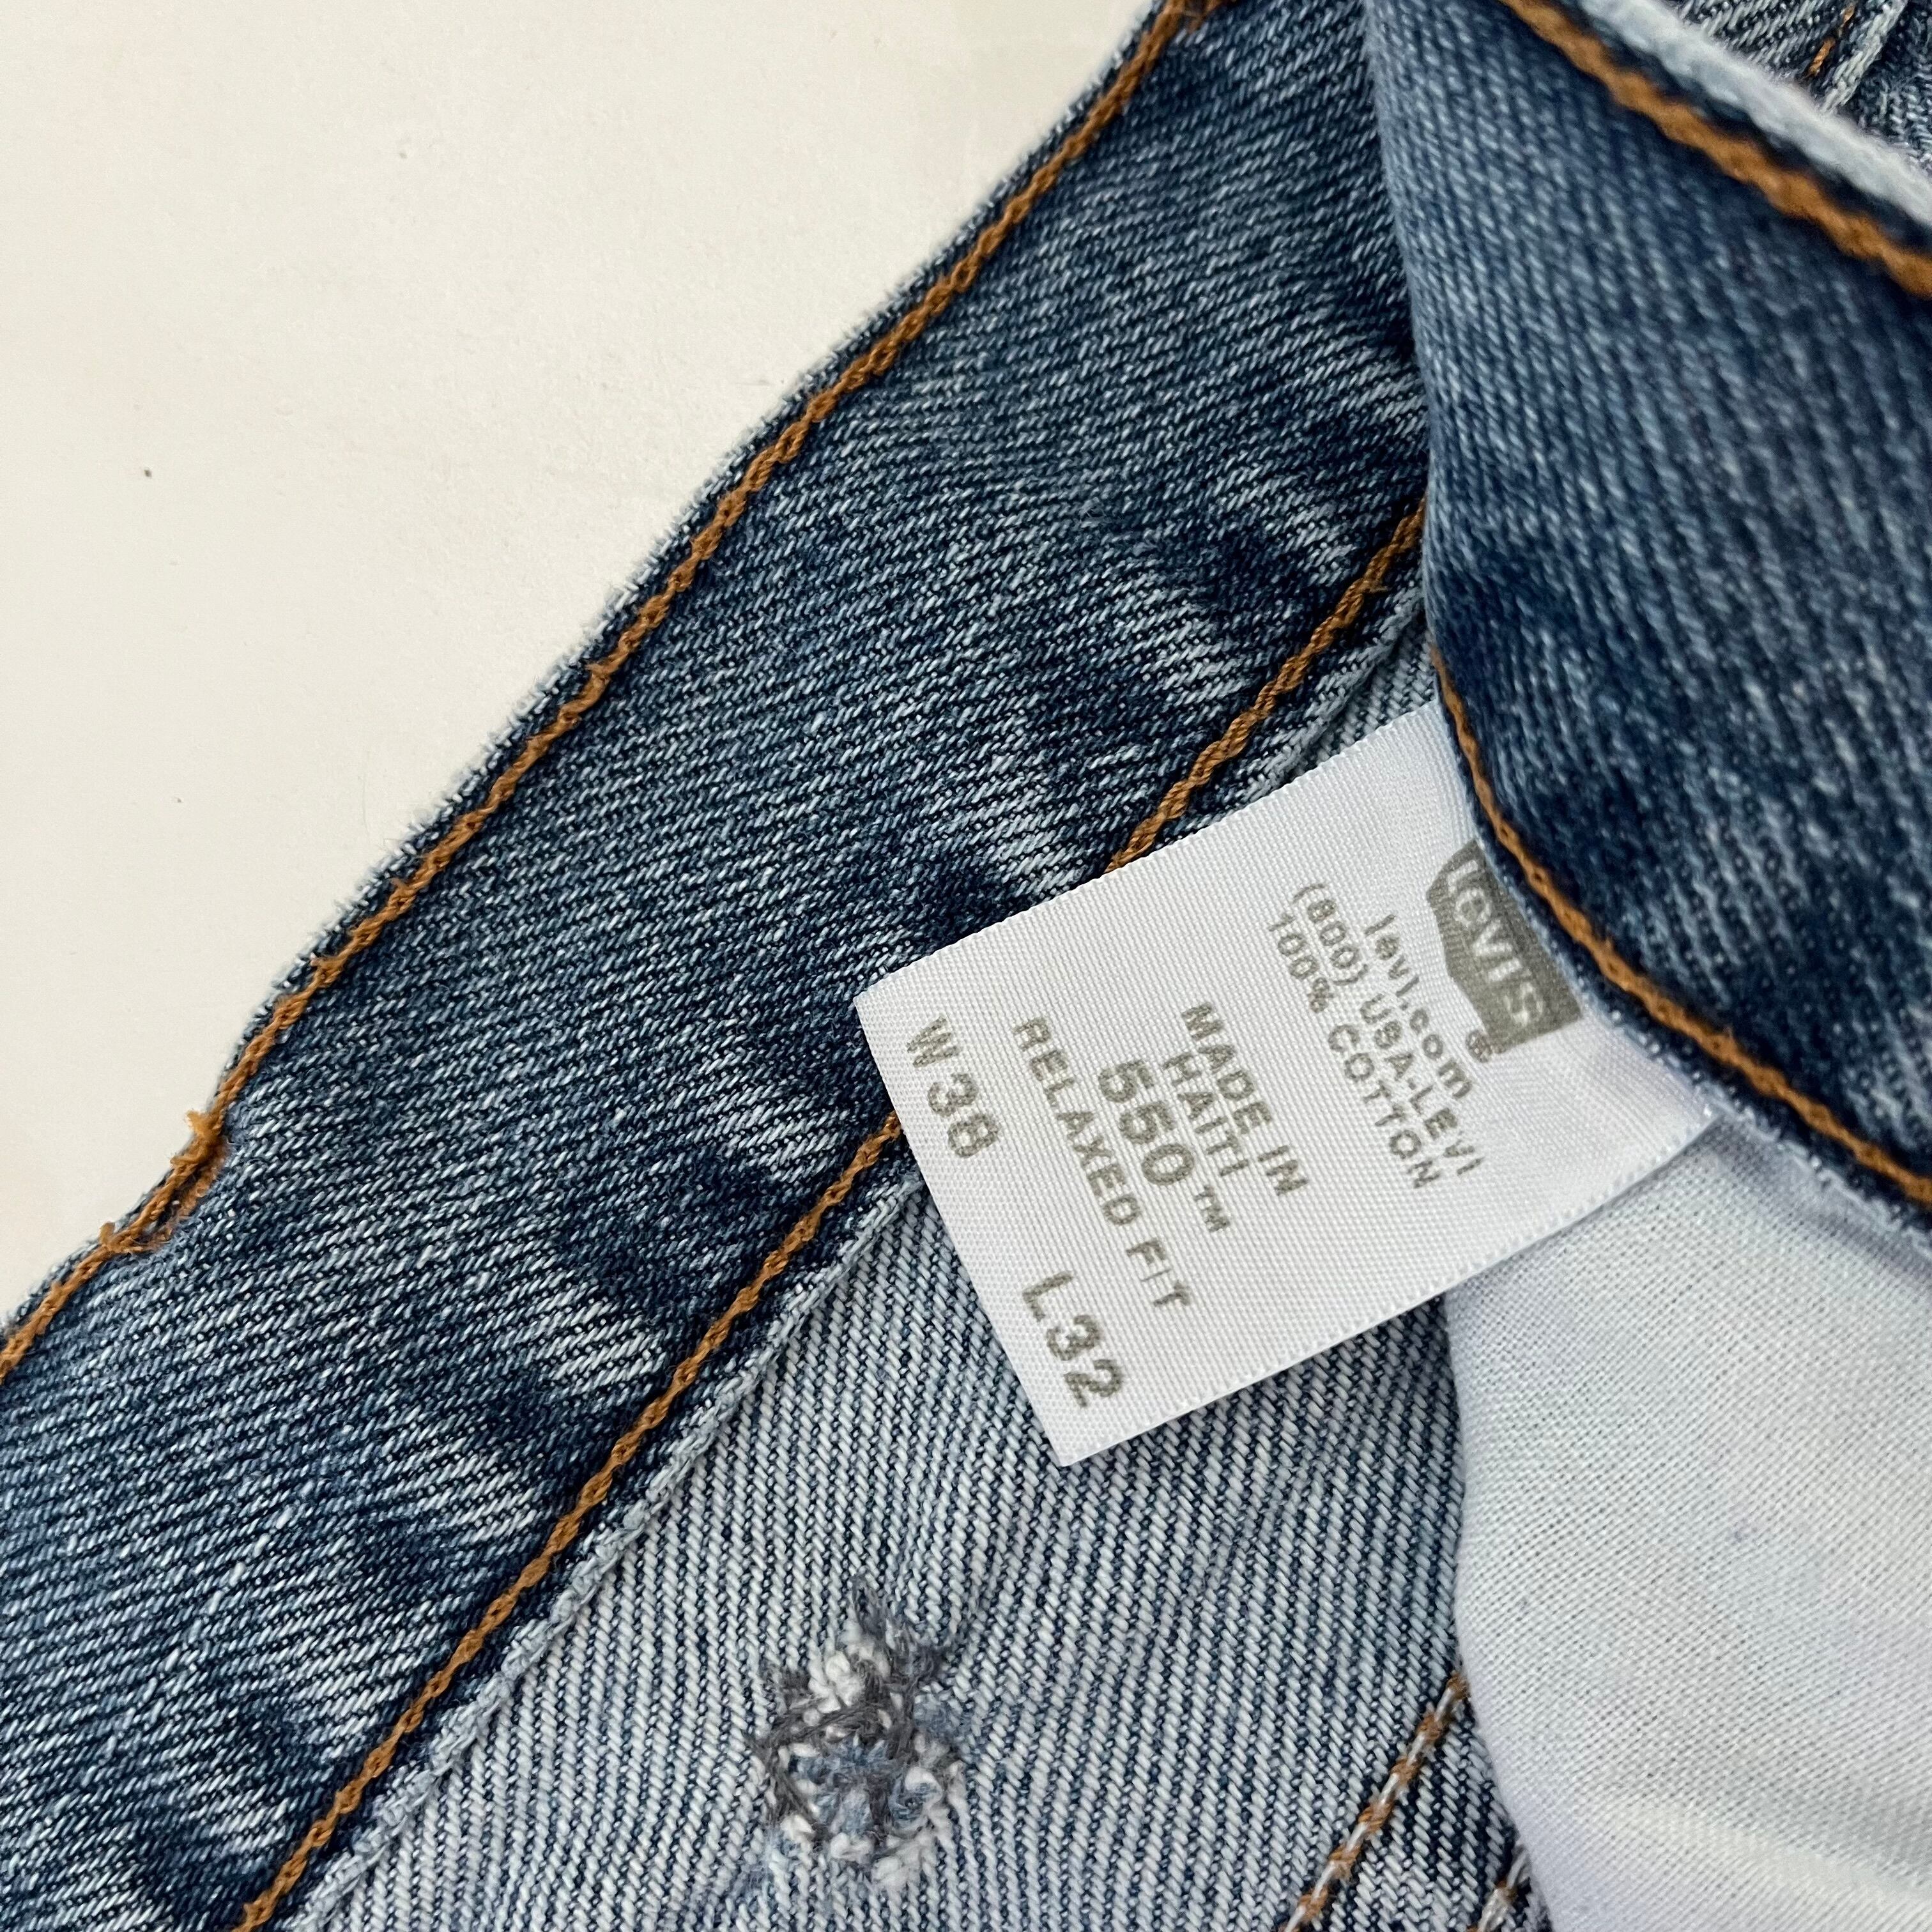 Levi's
®
levi.com
(800) USA-LEVI
100% COTTON
MADE IN
HAITI
550™
RELAXED FIT
W 38 L 32